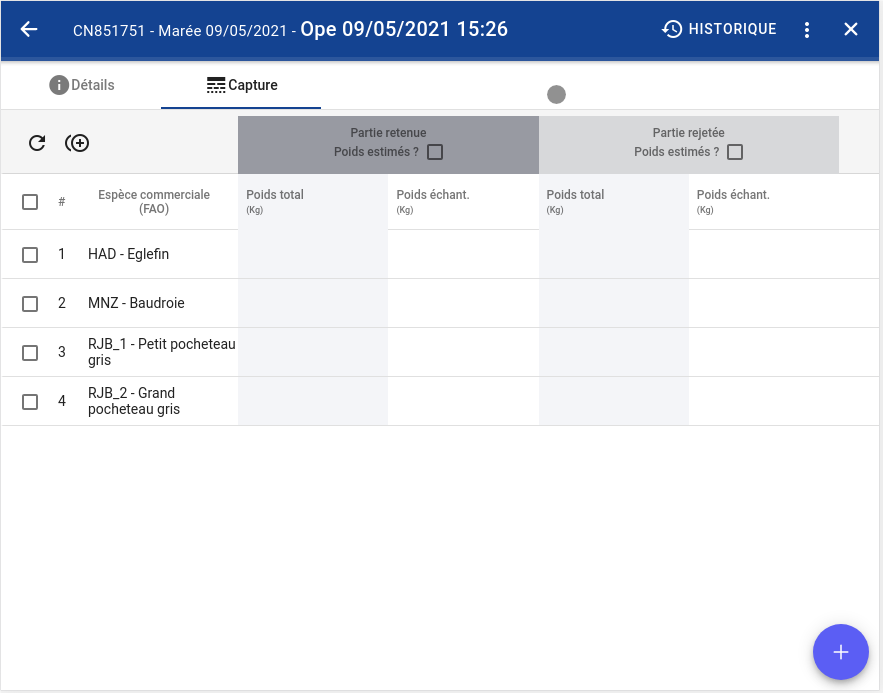 CN851751 - Marée 09/05/2021 - Ope 09/05/2021 15:26
HISTORIQUE
Détails
Capture
Partie retenue
Poids estimés ?
Partie rejetée
Poids estimés ?
#
Espèce commerciale
(FAO)
Poids total
(Kg)
Poids échant.
(Kg)
Poids total
(Kg)
Poids échant.
(Kg)
1 HAD - Eglefin
2 MNZ - Baudroie
3 RJB_1 - Petit pocheteau
gris
4 RJB_2 - Grand
pocheteau gris